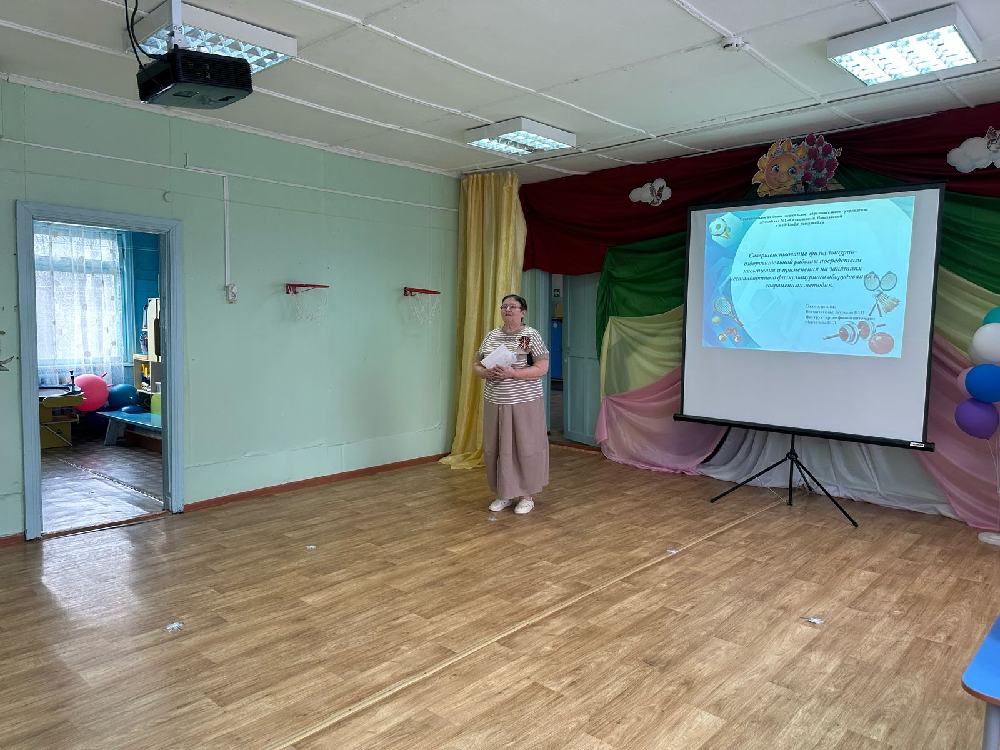 Муниципальное казённое дошкольное образовательное учреждение
детский сад №1 «Солнышко» п. Новочайский
e-mail: kinder_sun@mail.ru
Совершенствование физкультурно-
оздоровительной работы посредством
насыщения и применения на занятиях
нестандартного физкультурного оборудования и
современных методик.
Выполнили:
Воспитатель: Згурская Ю.П
Инструктор по физвоспитанию:
Меркулова К. Д.